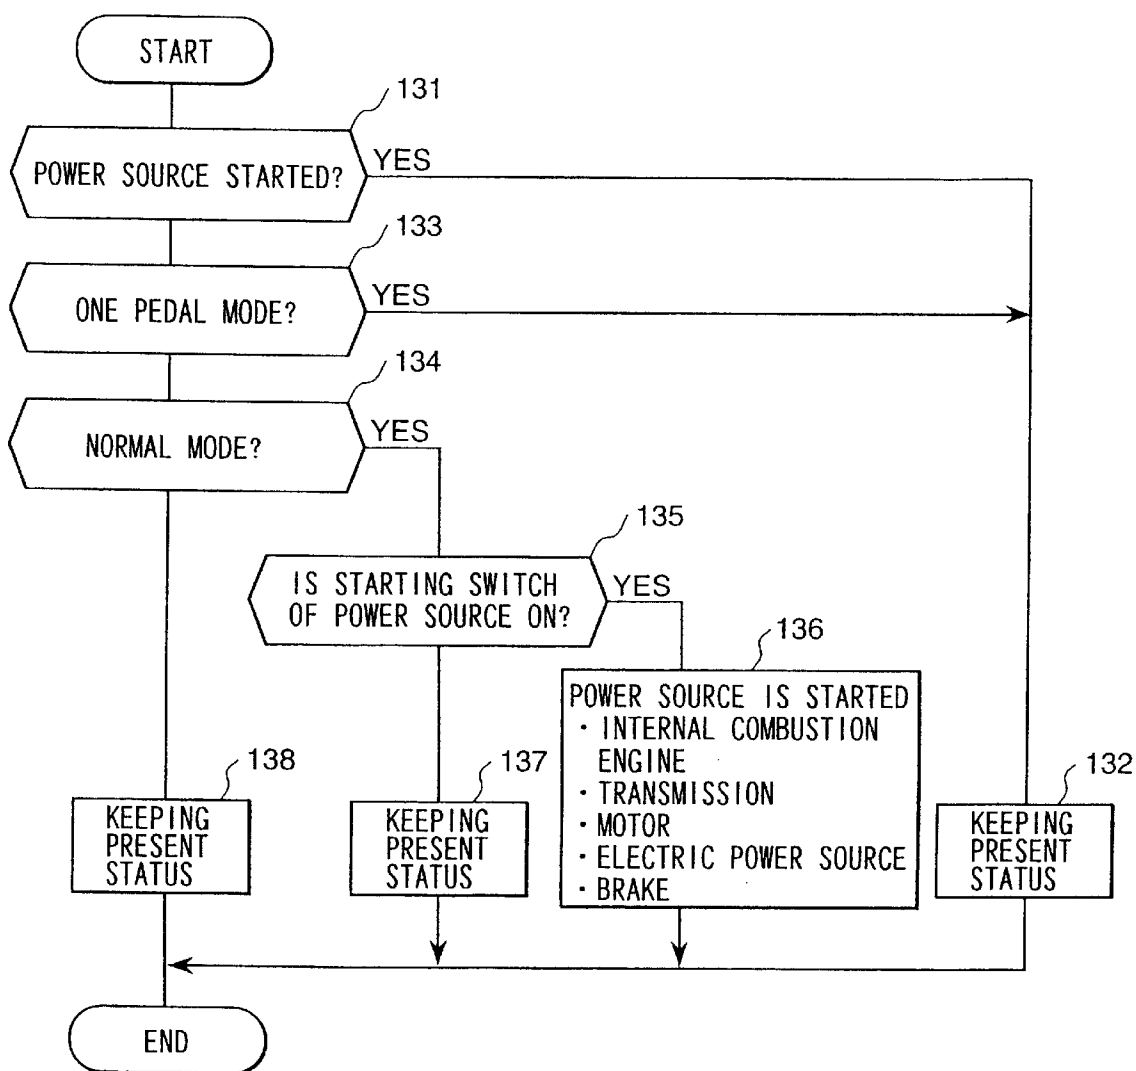 START
131
POWER SOURCE STARTED?
YES
133
ONE PEDAL MODE?
YES
134
NORMAL MODE?
YES
135
IS STARTING SWITCH
OF POWER SOURCE ON?
YES
136
POWER SOURCE IS STARTED
・INTERNAL COMBUSTION
ENGINE
・TRANSMISSION
・MOTOR
・ELECTRIC POWER SOURCE
・BRAKE
138
KEEPING
PRESENT
STATUS
137
KEEPING
PRESENT
STATUS
132
KEEPING
PRESENT
STATUS
END